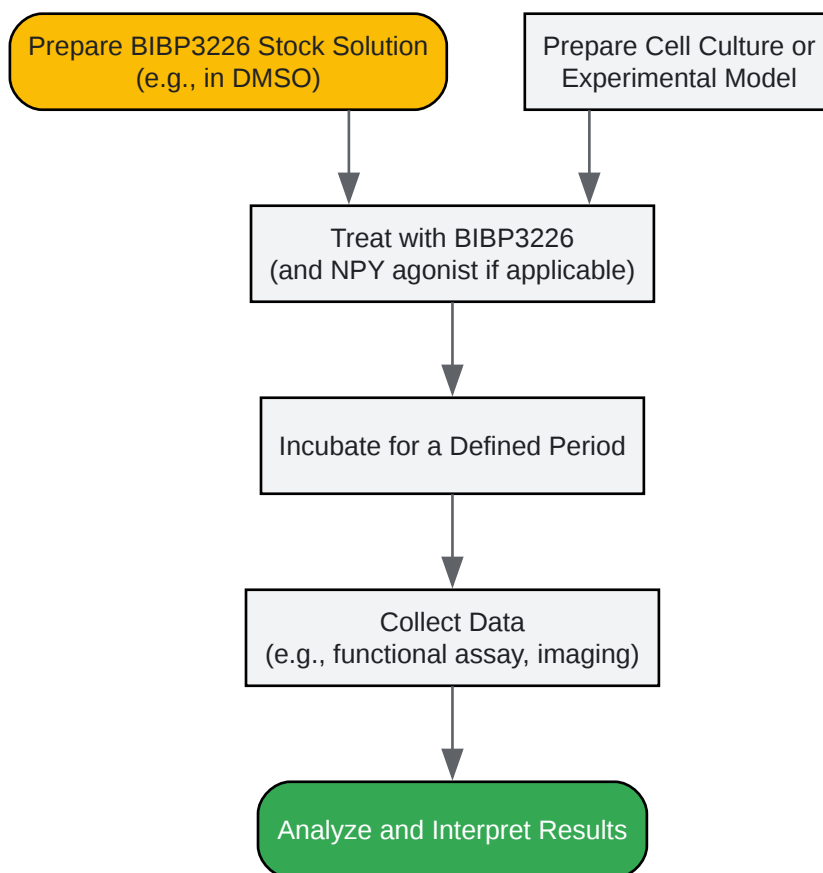 Prepare BIBP3226 Stock Solution
(e.g., in DMSO)
Prepare Cell Culture or
Experimental Model
Treat with BIBP3226
(and NPY agonist if applicable)
Incubate for a Defined Period
Collect Data
(e.g., functional assay, imaging)
Analyze and Interpret Results